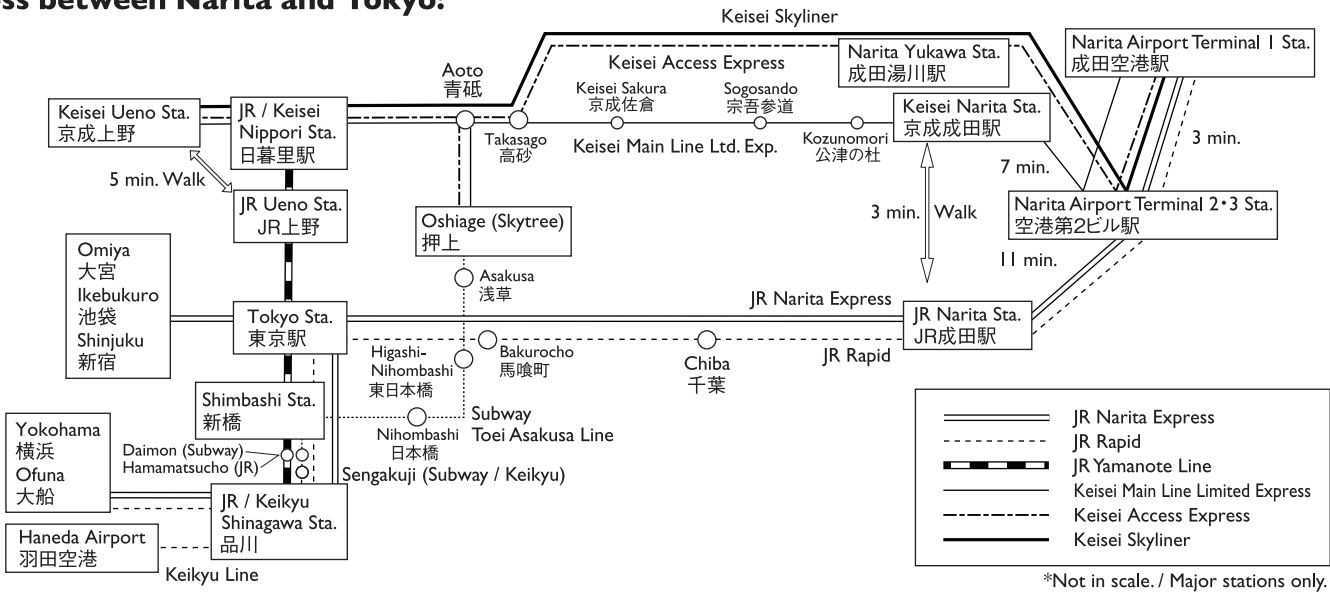 ess between Narita and Tokyo:
Keisei Skyliner
Keisei Access Express
Narita Yukawa Sta.
成田湯川駅
Narita Airport Terminal 1 Sta.
成田空港駅
Aoto
青砥
Keisei Ueno Sta.
京成上野
JR / Keisei
Nippori Sta.
日暮里駅
Takasago
高砂
Keisei Sakura
京成佐倉
Sogosando
宗吾参道
Kozunomori
公津の杜
Keisei Narita Sta.
京成成田駅
Keisei Main Line Ltd. Exp.
3 min.
7 min.
5 min. Walk
JR Ueno Sta.
JR上野
Oshiage (Skytree)
押上
3 min. Walk
Narita Airport Terminal 2･3 Sta.
空港第2ビル駅
11 min.
Omiya
大宮
Ikebukuro
池袋
Shinjuku
新宿
Asakusa
浅草
Tokyo Sta.
東京駅
JR Narita Express
JR Narita Sta.
JR成田駅
Higashi-
Nihombashi
東日本橋
Bakurocho
馬喰町
Chiba
千葉
JR Rapid
Shimbashi Sta.
新橋
Nihombashi
日本橋
Subway
Toei Asakusa Line
Yokohama
横浜
Ofuna
大船
Daimon (Subway)
Hamamatsucho (JR)
Sengakuji (Subway / Keikyu)
JR / Keikyu
Shinagawa Sta.
品川
Haneda Airport
羽田空港
Keikyu Line
JR Narita Express
JR Rapid
JR Yamanote Line
Keisei Main Line Limited Express
Keisei Access Express
Keisei Skyliner
*Not in scale. / Major stations only.